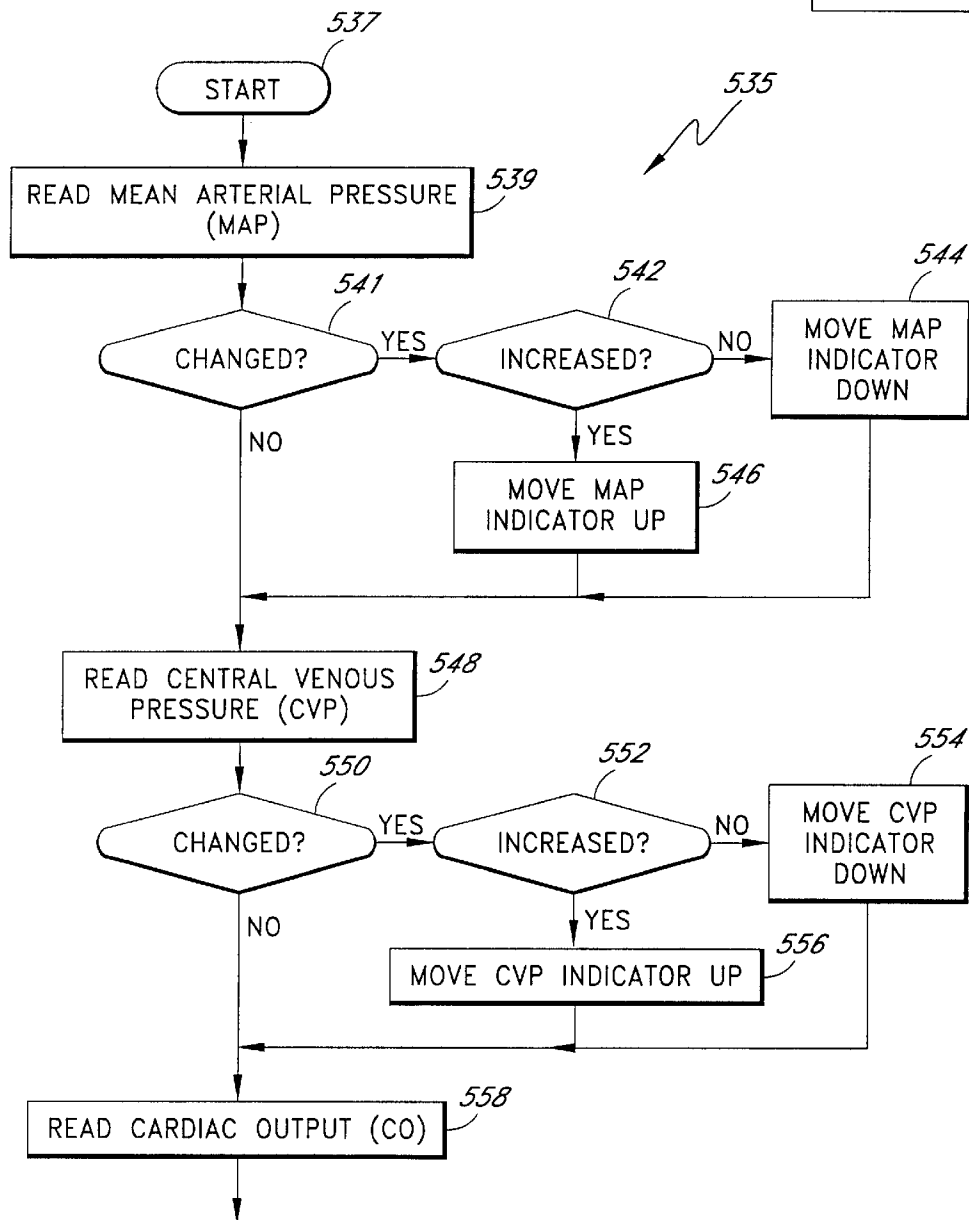 537
START
535
READ MEAN ARTERIAL PRESSURE
(MAP)
539
541
CHANGED?
YES
NO
542
INCREASED?
NO
YES
544
MOVE MAP
INDICATOR
DOWN
MOVE MAP
INDICATOR UP
546
READ CENTRAL VENOUS
PRESSURE (CVP)
548
550
CHANGED?
YES
NO
552
INCREASED?
NO
YES
554
MOVE CVP
INDICATOR
DOWN
MOVE CVP INDICATOR UP
556
READ CARDIAC OUTPUT (CO)
558